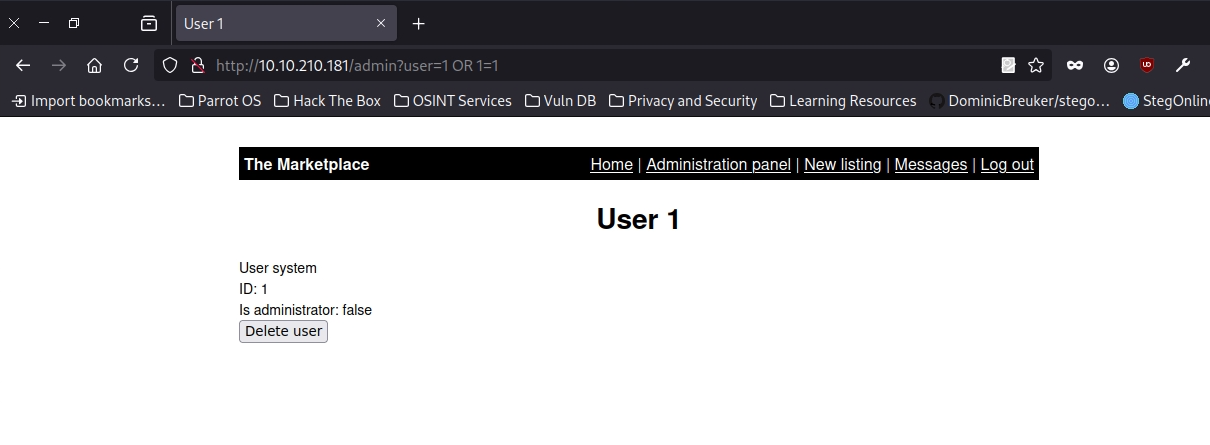 User 1
http://10.10.210.181/admin?user=1 OR 1=1
Import bookmarks... Parrot OS Hack The Box OSINT Services Vuln DB Privacy and Security Learning Resources DominicBreuker/stego... StegOnlin
The Marketplace Home | Administration panel | New listing | Messages | Log out
User 1
User system
ID: 1
Is administrator: false
Delete user